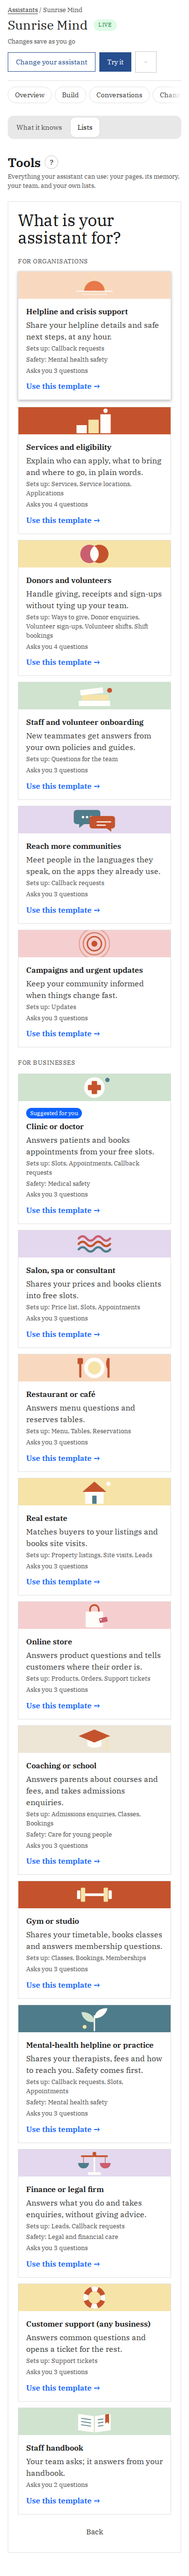 Assistants / Sunrise Mind
Sunrise Mind LIVE
Changes save as you go
Change your assistant Try it
Overview Build Conversations
What it knows Lists
Tools ?
Everything your assistant can use: your pages, its memory,
your team, and your own lists.
What is your
assistant for?
FOR ORGANISATIONS
Helpline and crisis support
Share your helpline details and safe
next steps, at any hour.
Sets up: Callback requests
Safety: Mental health safety
Asks you 3 questions
Use this template →
Services and eligibility
Explain who can apply, what to bring
and where to go, in plain words.
Sets up: Services, Service locations,
Applications
Asks you 4 questions
Use this template →
Donors and volunteers
Handle giving, receipts and sign-ups
without tying up your team.
Sets up: Ways to give, Donor enquiries,
Volunteer sign-ups, Volunteer shifts, Shift
bookings
Asks you 4 questions
Use this template →
Staff and volunteer onboarding
New teammates get answers from
your own policies and guides.
Sets up: Questions for the team
Asks you 3 questions
Use this template →
Reach more communities
Meet people in the languages they
speak, on the apps they already use.
Sets up: Callback requests
Asks you 3 questions
Use this template →
Campaigns and urgent updates
Keep your community informed
when things change fast.
Sets up: Updates
Asks you 3 questions
Use this template →
FOR BUSINESSES
Suggested for you
Clinic or doctor
Answers patients and books
appointments from your free slots.
Sets up: Slots, Appointments, Callback
requests
Safety: Medical safety
Asks you 3 questions
Use this template →
Salon, spa or consultant
Shares your prices and books clients
into free slots.
Sets up: Price list, Slots, Appointments
Asks you 3 questions
Use this template →
Restaurant or café
Answers menu questions and
reserves tables.
Sets up: Menu, Tables, Reservations
Asks you 3 questions
Use this template →
Real estate
Matches buyers to your listings and
books site visits.
Sets up: Property listings, Site visits, Leads
Asks you 3 questions
Use this template →
Online store
Answers product questions and tells
customers where their order is.
Sets up: Products, Orders, Support tickets
Asks you 3 questions
Use this template →
Coaching or school
Answers parents about courses and
fees, and takes admissions
enquiries.
Sets up: Admissions enquiries, Classes,
Bookings
Safety: Care for young people
Asks you 3 questions
Use this template →
Gym or studio
Shares your timetable, books classes
and answers membership questions.
Sets up: Classes, Bookings, Memberships
Asks you 3 questions
Use this template →
Mental-health helpline or practice
Shares your therapists, fees and how
to reach you. Safety comes first.
Sets up: Callback requests, Slots,
Appointments
Safety: Mental health safety
Asks you 3 questions
Use this template →
Finance or legal firm
Answers what you do and takes
enquiries, without giving advice.
Sets up: Leads, Callback requests
Safety: Legal and financial care
Asks you 3 questions
Use this template →
Customer support (any business)
Answers common questions and
opens a ticket for the rest.
Sets up: Support tickets
Asks you 3 questions
Use this template →
Staff handbook
Your team asks; it answers from your
handbook.
Asks you 2 questions
Use this template →
Back